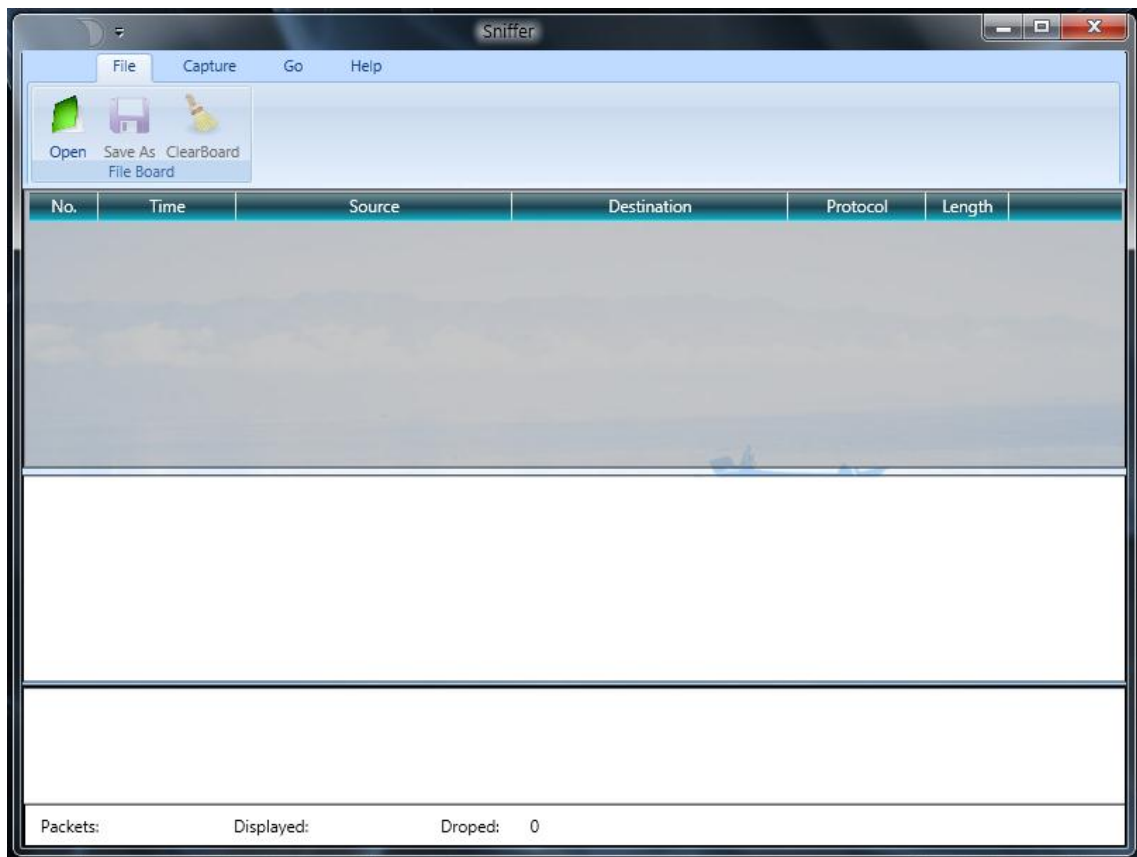 Sniffer
File Capture Go Help
Open Save As ClearBoard
File Board
No. Time Source Destination Protocol Length
Packets: Displayed: Droped: 0